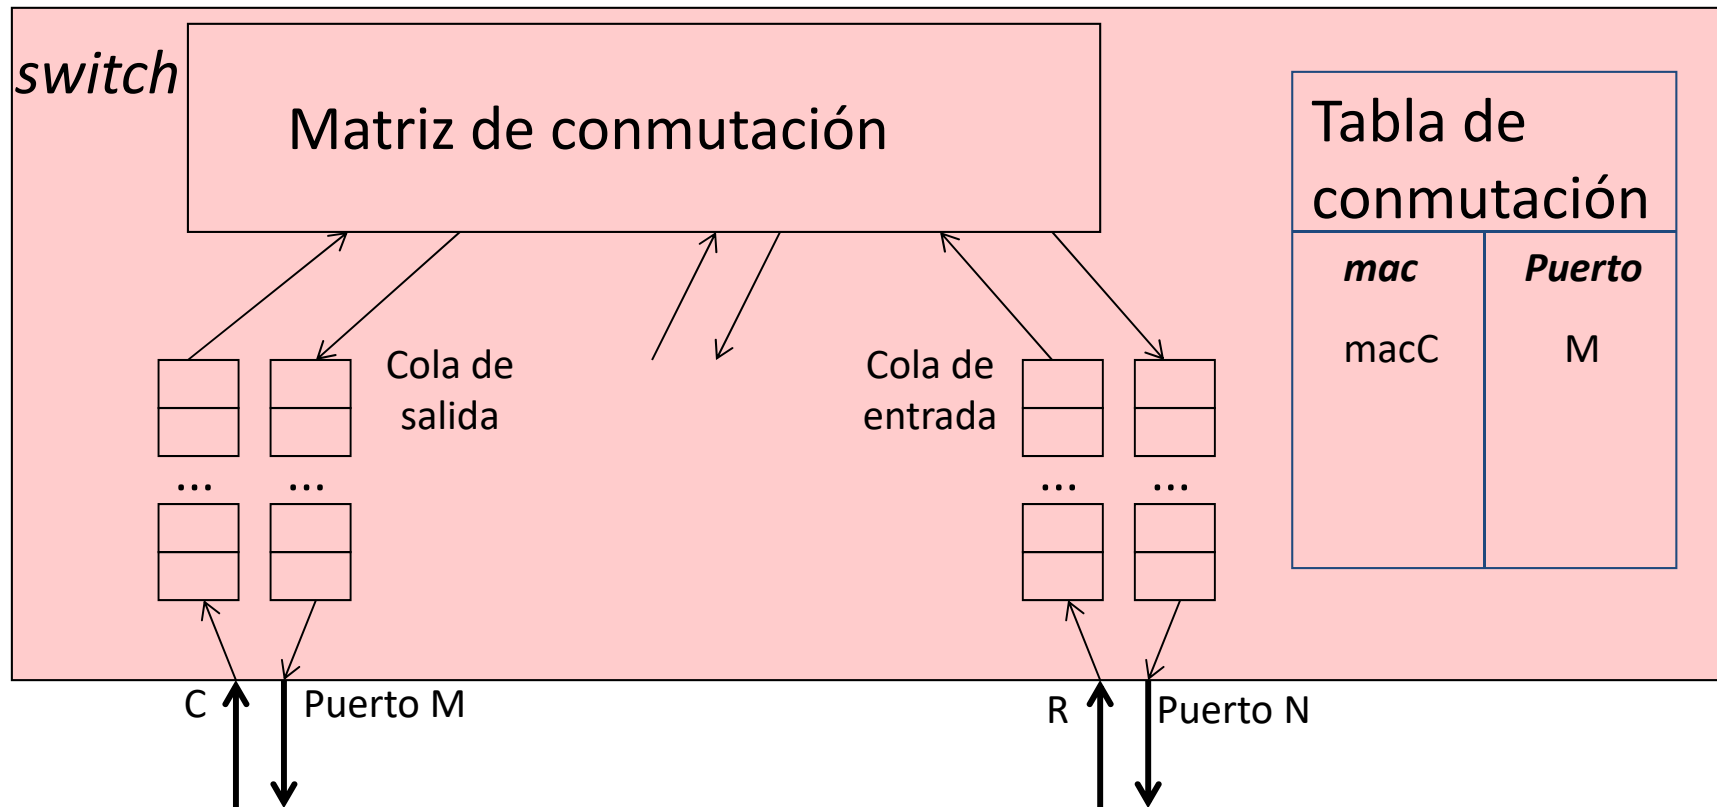 switch
Matriz de conmutación
Tabla de
conmutación
mac Puerto
macC M
Cola de
salida
Cola de
entrada
... ... ... ...
C Puerto M
R Puerto N